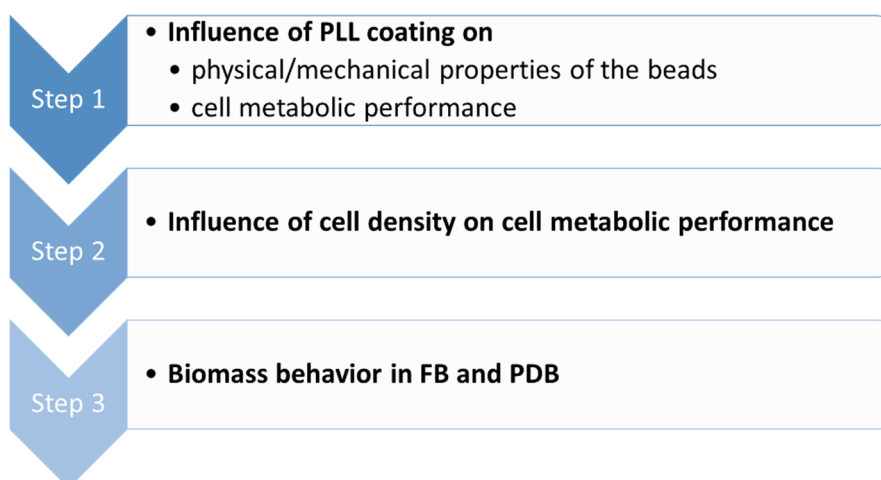 Step 1
• Influence of PLL coating on
• physical/mechanical properties of the beads
• cell metabolic performance
Step 2
• Influence of cell density on cell metabolic performance
Step 3
• Biomass behavior in FB and PDB